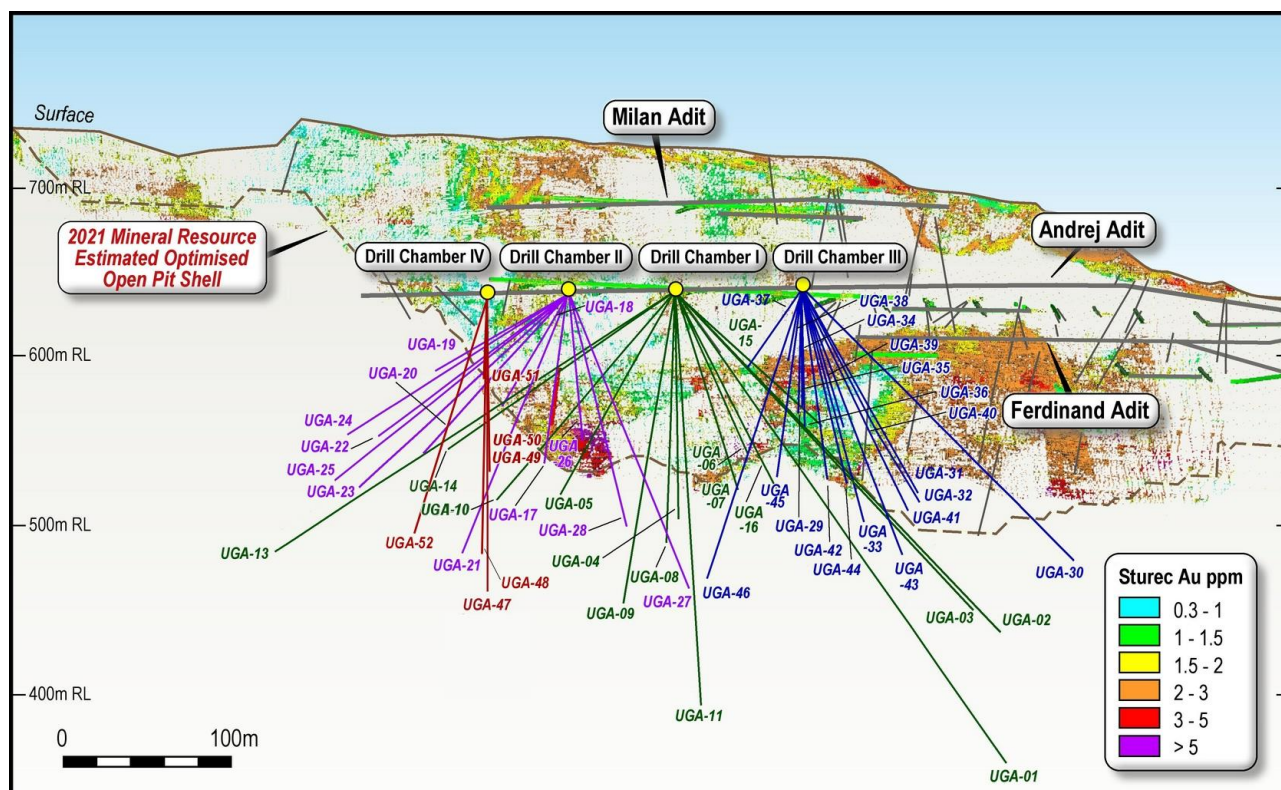 Surface
Milan Adit
700m RL
2021 Mineral Resource
Estimated Optimised
Open Pit Shell
Andrej Adit
Drill Chamber IV
Drill Chamber II
Drill Chamber I
Drill Chamber III
UGA-18
UGA-37
UGA-38
UGA-34
UGA-19
UGA-
15
UGA-39
600m RL
UGA-20
UGA-51
UGA-35
UGA-36
UGA-40
Ferdinand Adit
UGA-24
UGA-22
UGA-50
UGA-49
UGA
-26
UGA
-06
UGA-25
UGA-23
UGA-14
UGA-31
UGA-32
UGA
-07
UGA
-45
UGA-10
UGA-05
UGA-17
UGA
-16
UGA-41
500m RL
UGA-28
UGA-29
UGA
-33
UGA-13
UGA-52
UGA-21
UGA-04
UGA-42
UGA-44
UGA
-43
UGA-30
UGA-48
UGA-08
UGA-47
UGA-09
UGA-27
UGA-46
UGA-03
UGA-02
400m RL
UGA-11
UGA-01
0
100m
Sturec Au ppm
0.3 - 1
1 - 1.5
1.5 - 2
2 - 3
3 - 5
> 5